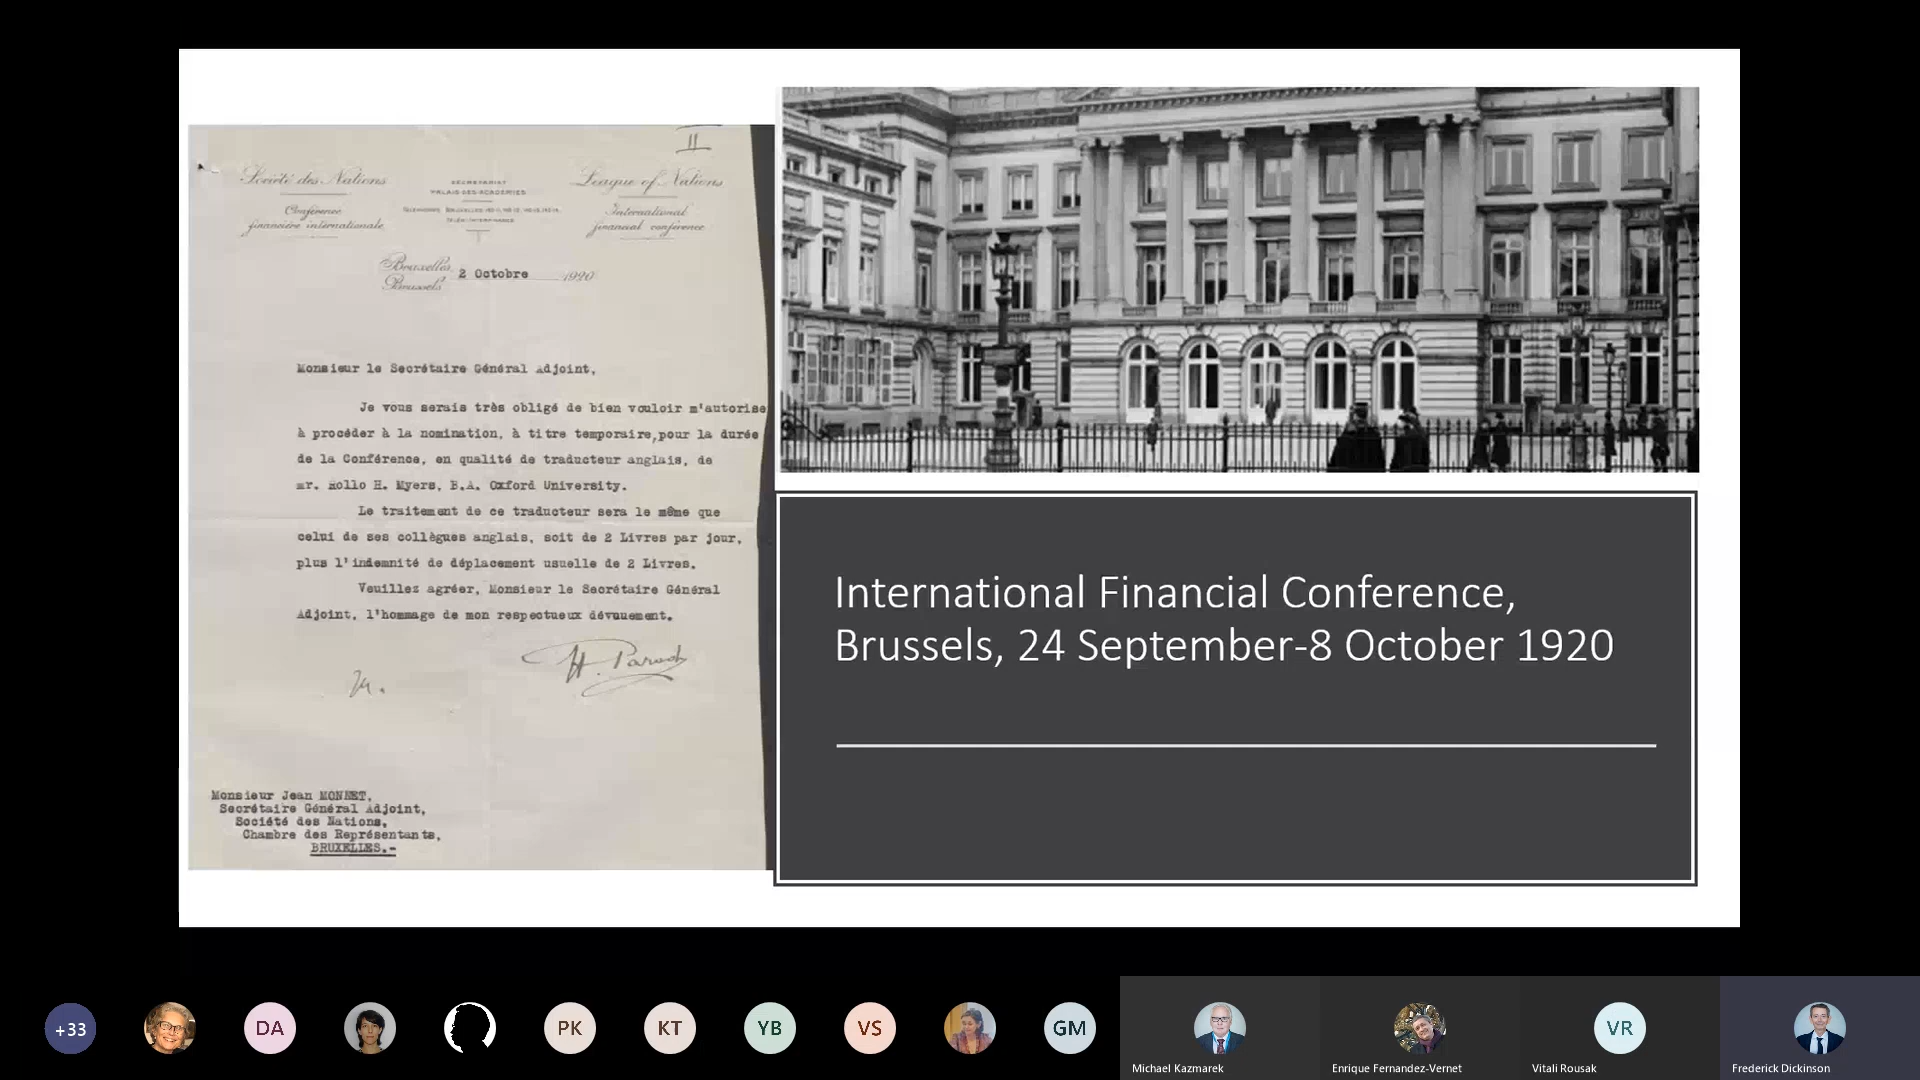 II
Société des Nations
Conférence
financière internationale
SECRÉTARIAT
PALAIS DES ACADÉMIES
League of Nations
International
financial conference
Bruxelles
Brussels
2 Octobre 1920
Monsieur le Secrétaire Général Adjoint,
Je vous serais très obligé de bien vouloir m'autorise
à procéder à la nomination, à titre temporaire,pour la durée
de la Conférence, en qualité de traducteur anglais, de
mr. Rollo H. Myers, B.A. Oxford University.
Le traitement de ce traducteur sera le même que
celui de ses collègues anglais, soit de 2 Livres par jour,
plus l'indemnité de déplacement usuelle de 2 Livres.
Veuillez agréer, Monsieur le Secrétaire Général
Adjoint, l'hommage de mon respectueux dévouement.
Monsieur Jean MONNET,
Secrétaire Général Adjoint,
Société des Nations,
Chambre des Représentants,
BRUXELLES.-
International Financial Conference,
Brussels, 24 September-8 October 1920
+33
DA
PK
KT
YB
VS
GM
Michael Kazmarek
Enrique Fernandez-Vernet
VR
Vitali Rousak
Frederick Dickinson